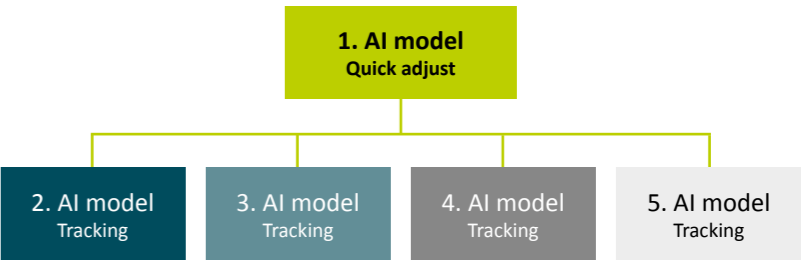 1. AI model
Quick adjust
2. AI model
Tracking
3. AI model
Tracking
4. AI model
Tracking
5. AI model
Tracking